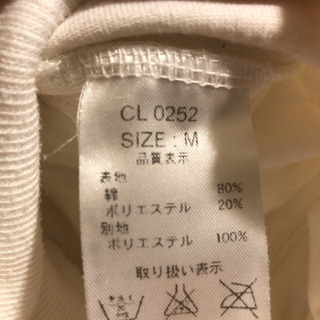 CL 0252
SIZE : M
品質表示
表地
綿 80%
ポリエステル 20%
別地
ポリエステル 100%
取り扱い表示